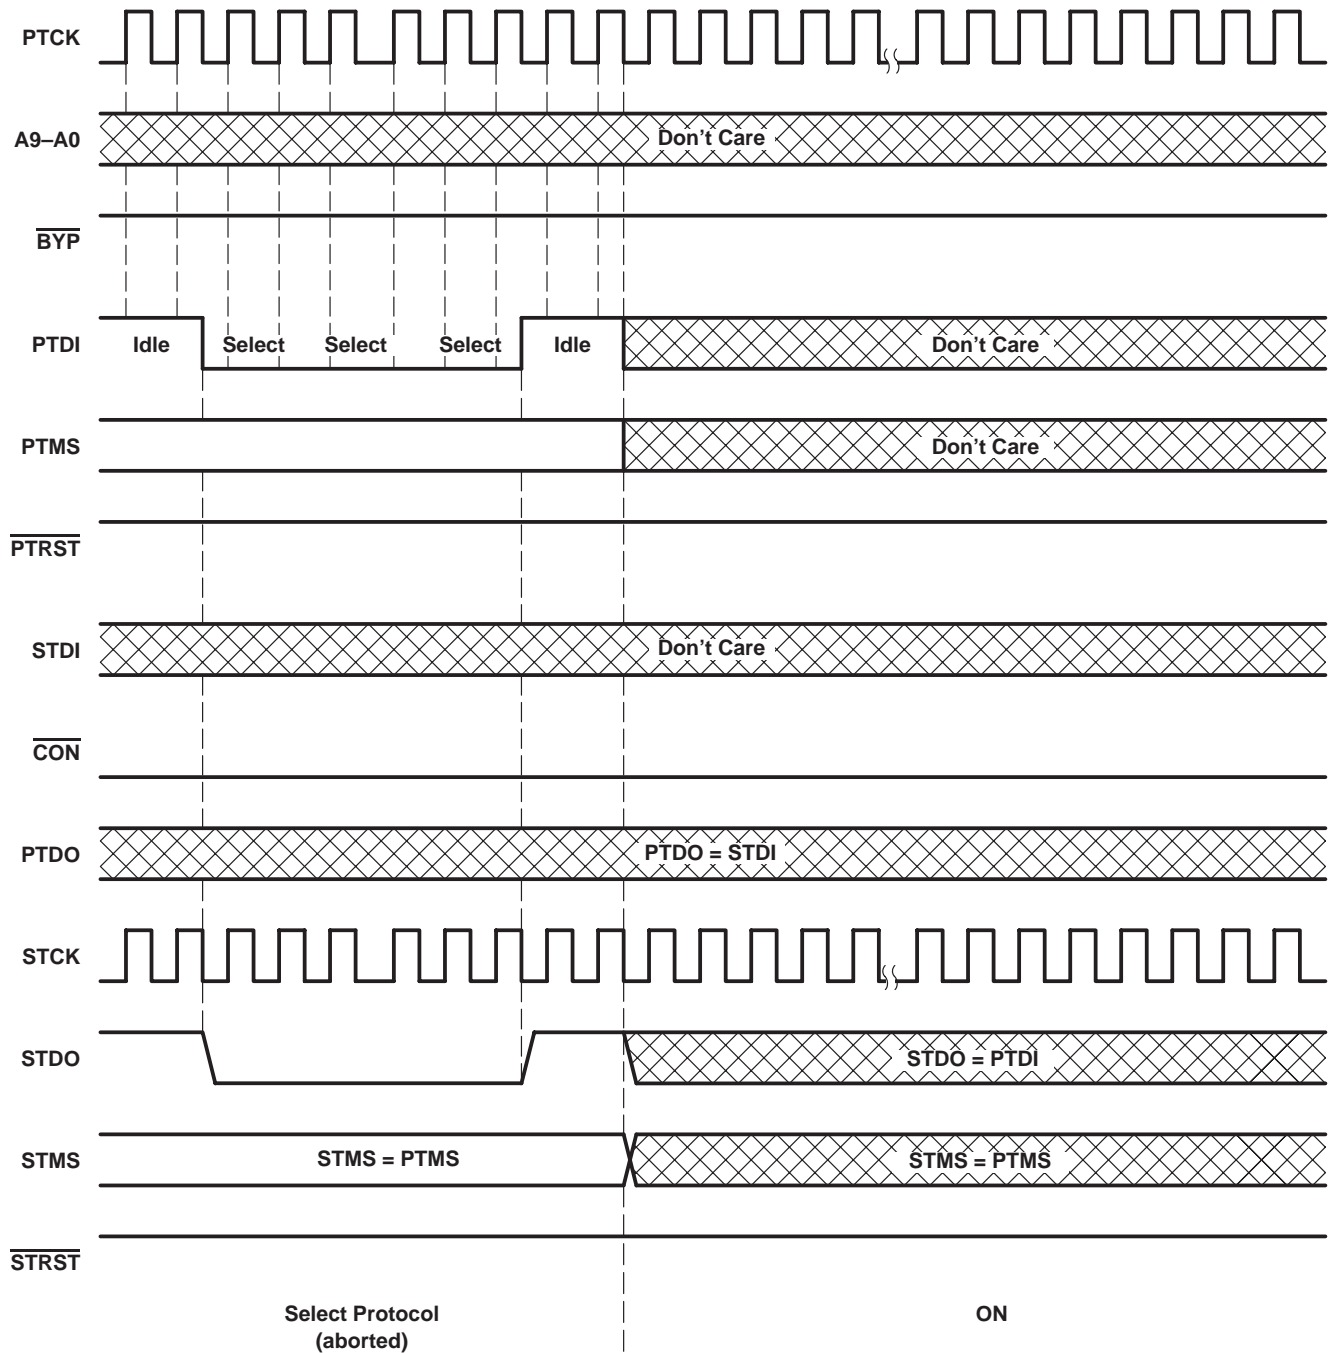 PTCK
A9–A0
Don't Care
BYP
PTDI
Idle Select Select Select Idle Don't Care
PTMS
Don't Care
PTRST
STDI
Don't Care
CON
PTDO
PTDO = STDI
STCK
STDO
STDO = PTDI
STMS
STMS = PTMS STMS = PTMS
STRST
Select Protocol
(aborted)
ON